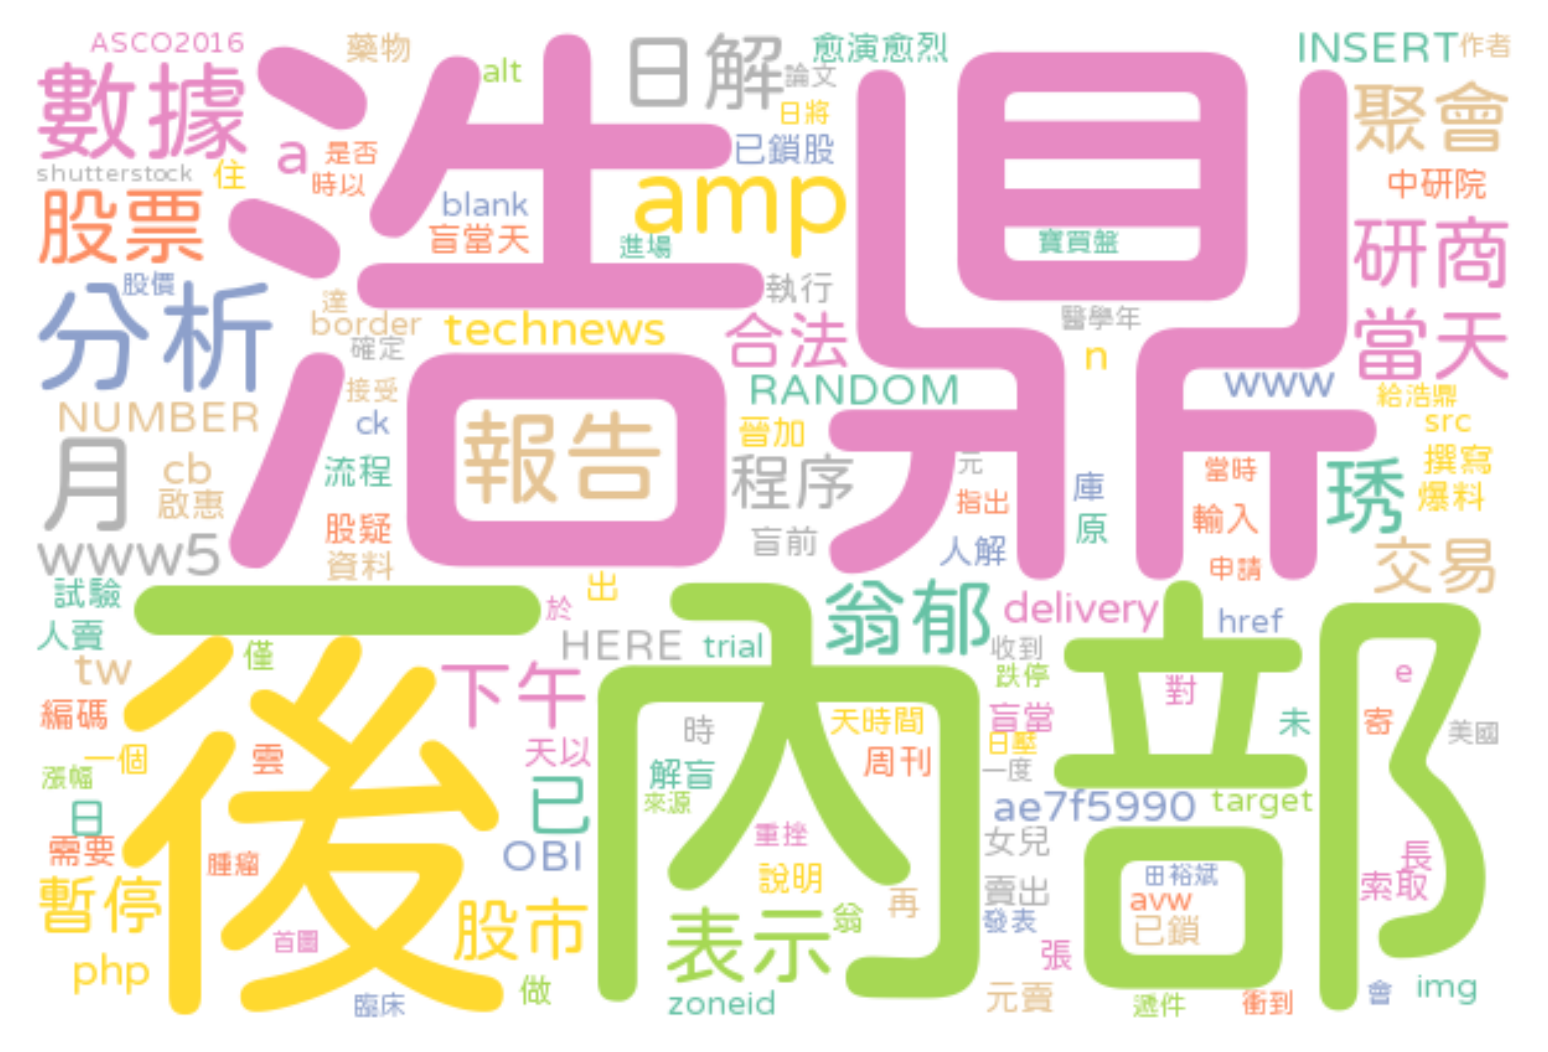 ASCO2016
藥物
alt
日解
愈演愈烈
論文
INSERT
作者
數據
浩鼎
日將
聚會
a
是否
已鎖股
shutterstock
住
時以
amp
中研院
股票
blank
盲當天
進場
寶買盤
研商
股價
分析
達
執行
border
technews
合法
醫學年
當天
確定
n
接受
RANDOM
www
給浩鼎
NUMBER
ck
報告
晉加
src
月
cb
流程
程序
元
當時
琇
撰寫
啟惠
庫
指出
爆料
股疑
輸入
原
www5
資料
盲前
人解
申請
交易
試驗
一
出
於
翁郁
delivery
href
人賣
HERE
trial
收到
內部
tw
僅
後
下午
跌停
對
e
編碼
時
天時間
盲當
未
寄
美國
一個
雲
天以
解盲
周刊
日壓
一度
漲幅
已
來源
ae7f5990
target
日
重挫
女兒
需要
腫瘤
OBI
說明
田裕斌
長
賣出
索取
暫停
股市
表示
翁
再
發表
avw
已鎖
首圖
張
php
做
zoneid
元賣
遞件
衝到
會
img
臨床